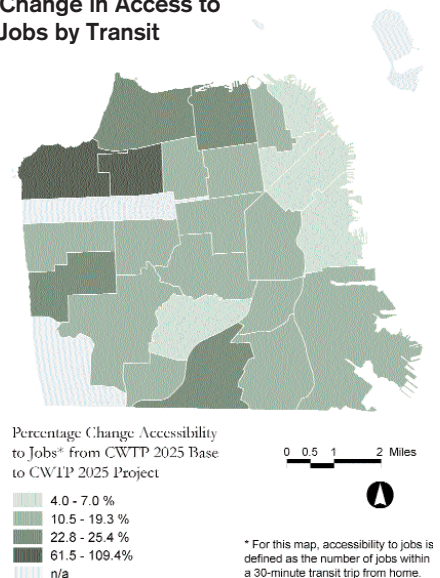 Change in Access to
Jobs by Transit
Percentage Change Accessibility
to Jobs* from CWTP 2025 Base
to CWTP 2025 Project
4.0 - 7.0 %
10.5 - 19.3 %
22.8 - 25.4 %
61.5 - 109.4%
n/a
0 0.5 1 2 Miles
* For this map, accessibility to jobs is
defined as the number of jobs within
a 30-minute transit trip from home.